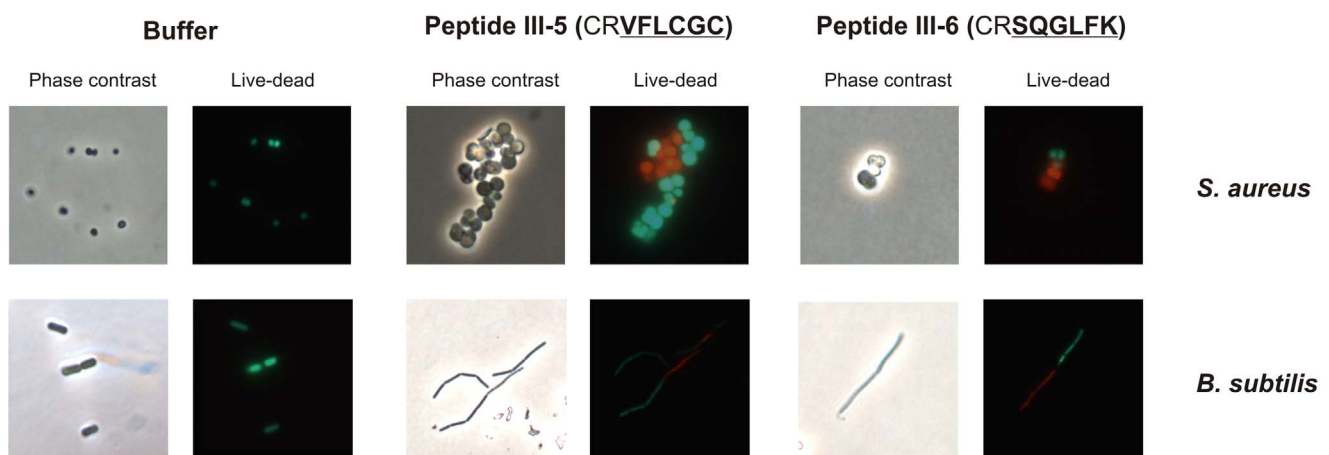 Buffer
Peptide III-5 (CRVFLCGC)
Peptide III-6 (CRSQGLFK)
Phase contrast
Live-dead
Phase contrast
Live-dead
Phase contrast
Live-dead
S. aureus
B. subtilis